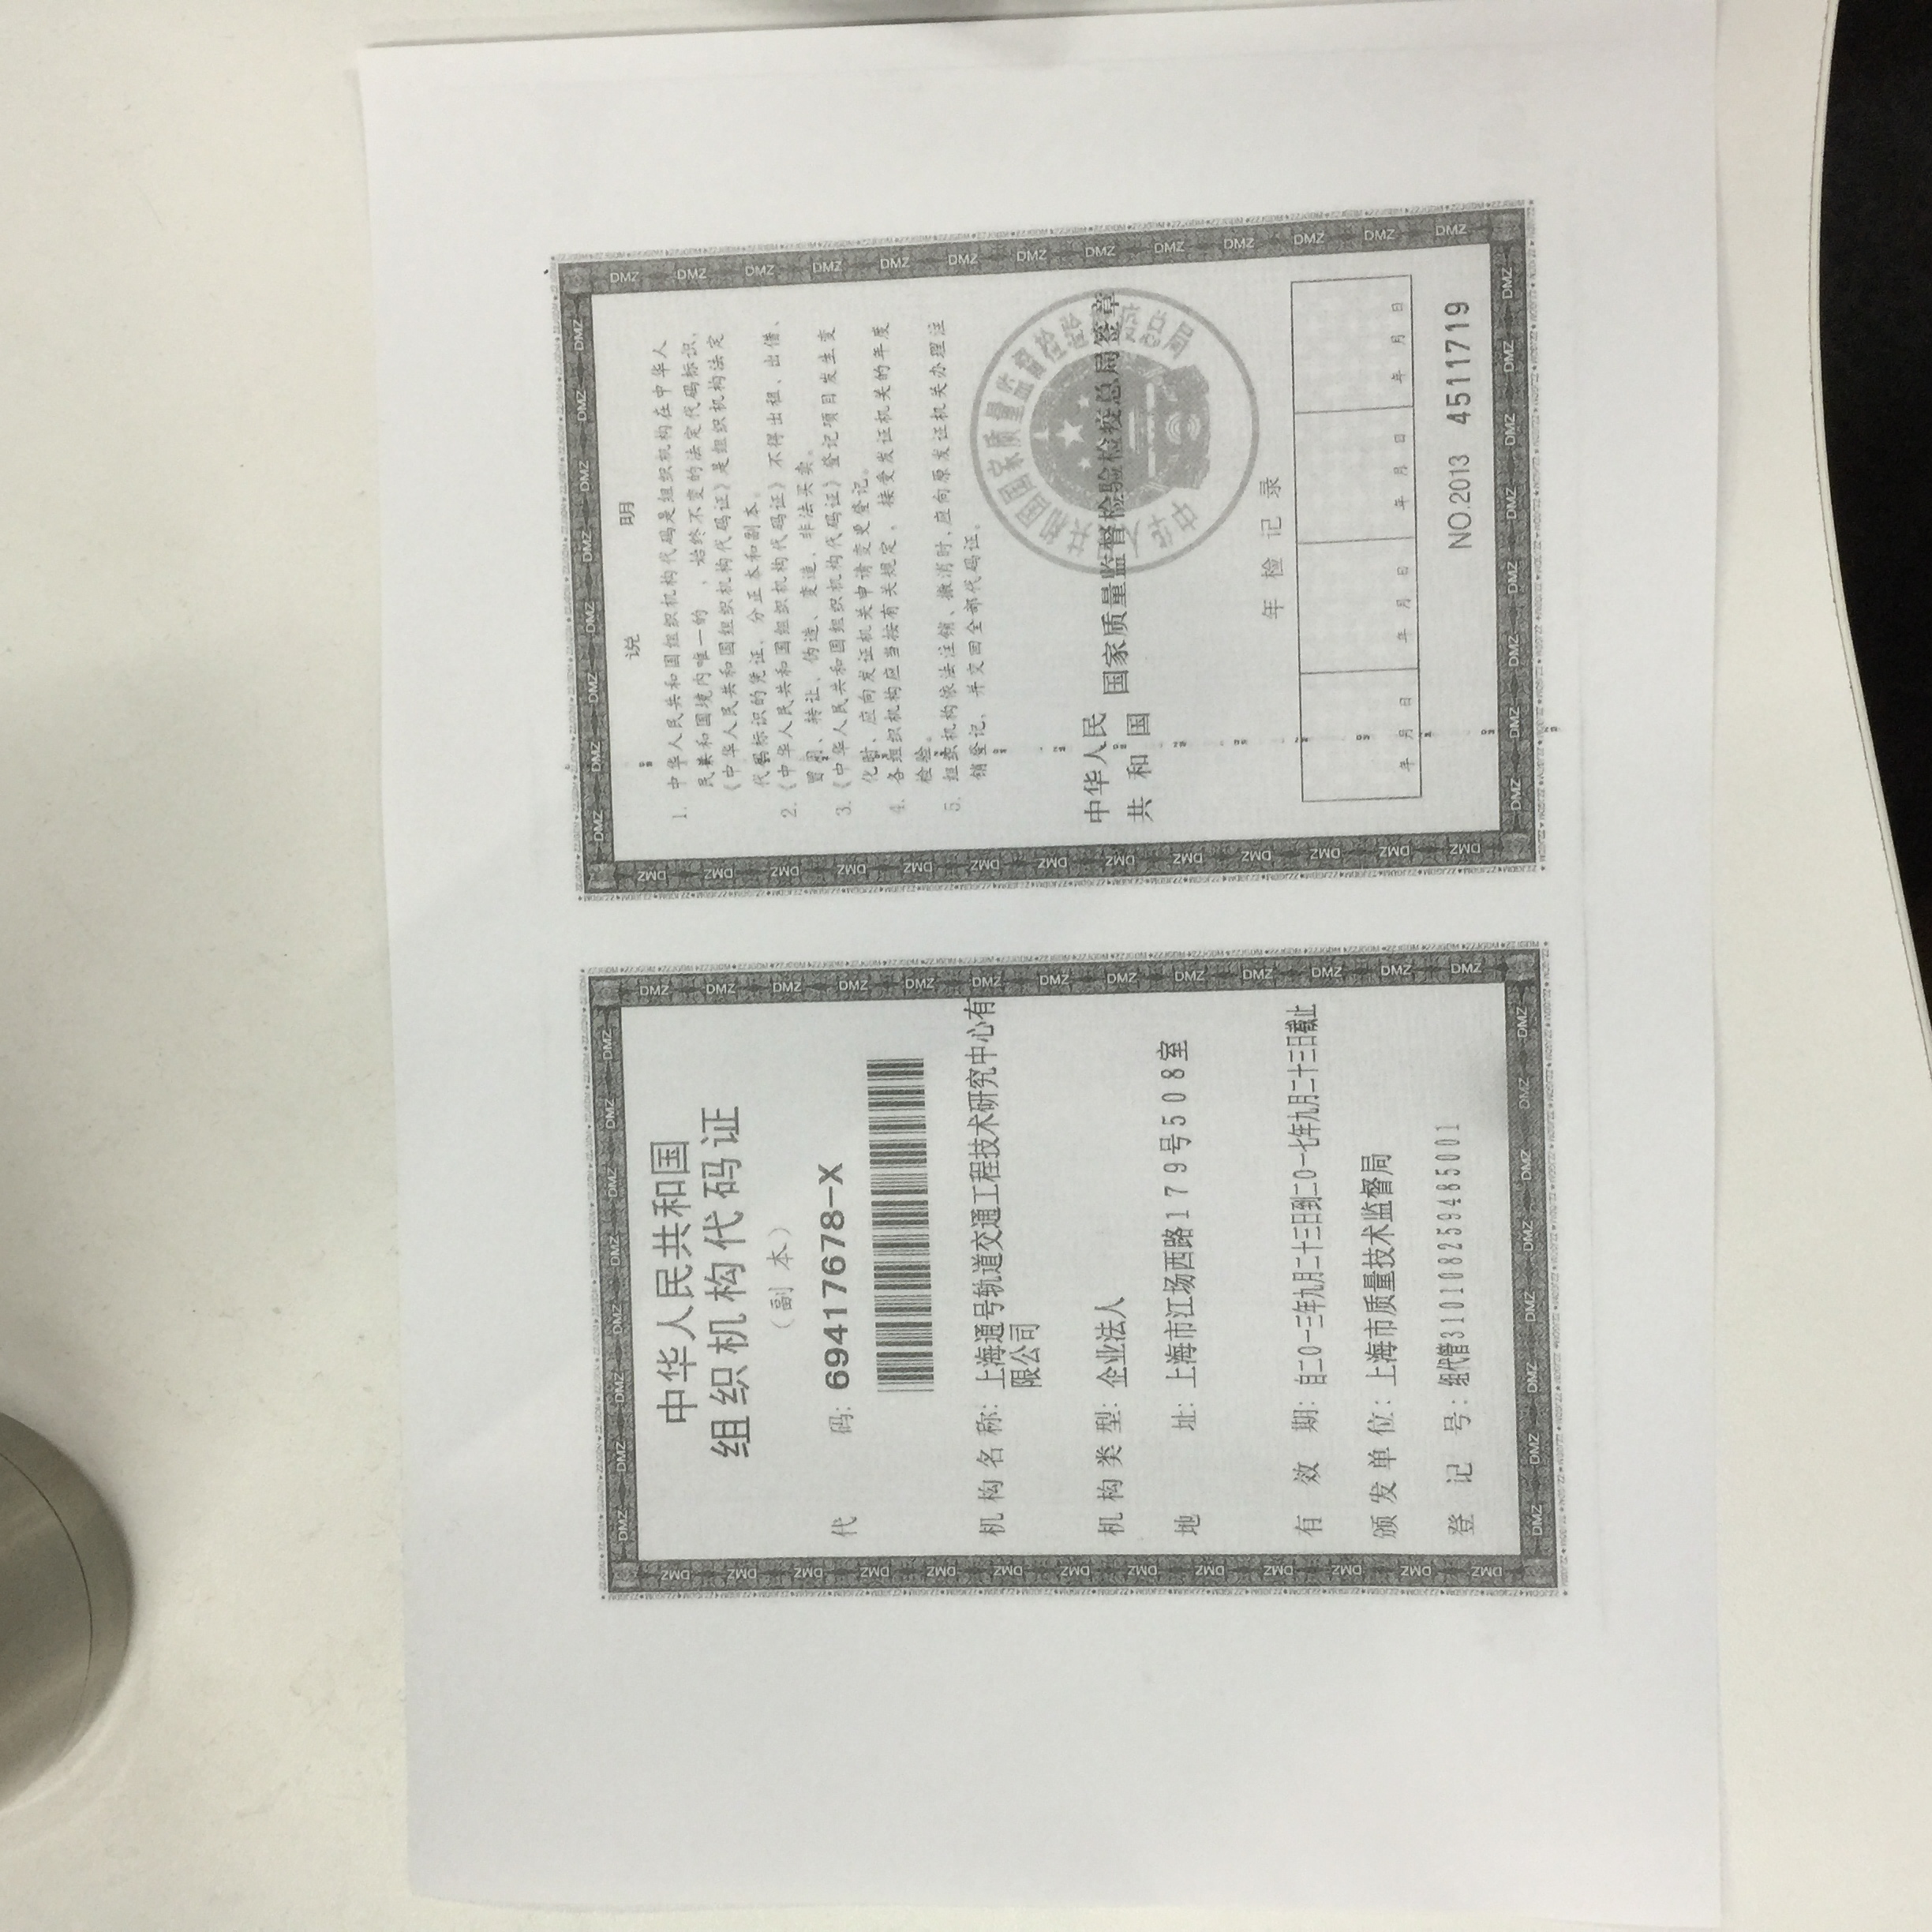 中华人民共和国
组织机构代码证
（副本）
代 码: 69417678-X
机构名称: 上海通号轨道交通工程技术研究中心有
限公司
机构类型: 企业法人
地 址: 上海市江场西路179号508室
有 效 期: 自二0一三年九月二十三日到二0一七年九月二十三日截止
颁发单位: 上海市质量技术监督局
登 记 号: 组代管310108259485001
说 明
1. 中华人民共和国组织机构代码是组织机构在中华人
民共和国境内唯一的 ，始终不变的法定代码标识，
《中华人民共和国组织机构代码证》是组织机构法定
代码标识的凭证，分正本和副本。
2.《中华人民共和国组织机构代码证》不得出租、出借、
冒用、转让、伪造、变造、非法买卖。
3.《中华人民共和国组织机构代码证》登记项目发生变
化时、应向发证机关申请变更登记。
4. 各组织机构应当按有关规定，接受发证机关的年度
检验。
5. 组织机构依法注销、撤消时，应向原发证机关办理注
销登记，并交回全部代码证。
中华人民
共和国 国家质量监督检验检疫总局签章
中华人民共和国国家质量监督检验检疫总局
年检记录
年 月 日 年 月 日 年 月 日 年 月 日
NO.2013 4511719